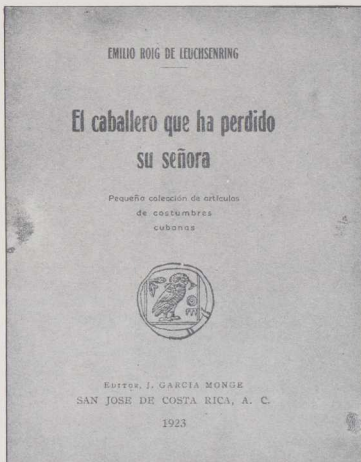 EMILIO ROIG DE LEUCHSENRING
El caballero que ha perdido
su señora
Pequeña colección de artículos
de costumbres
cubanas
EDITOR, J. GARCIA MONGE
SAN JOSE DE COSTA RICA, A. C.
1923